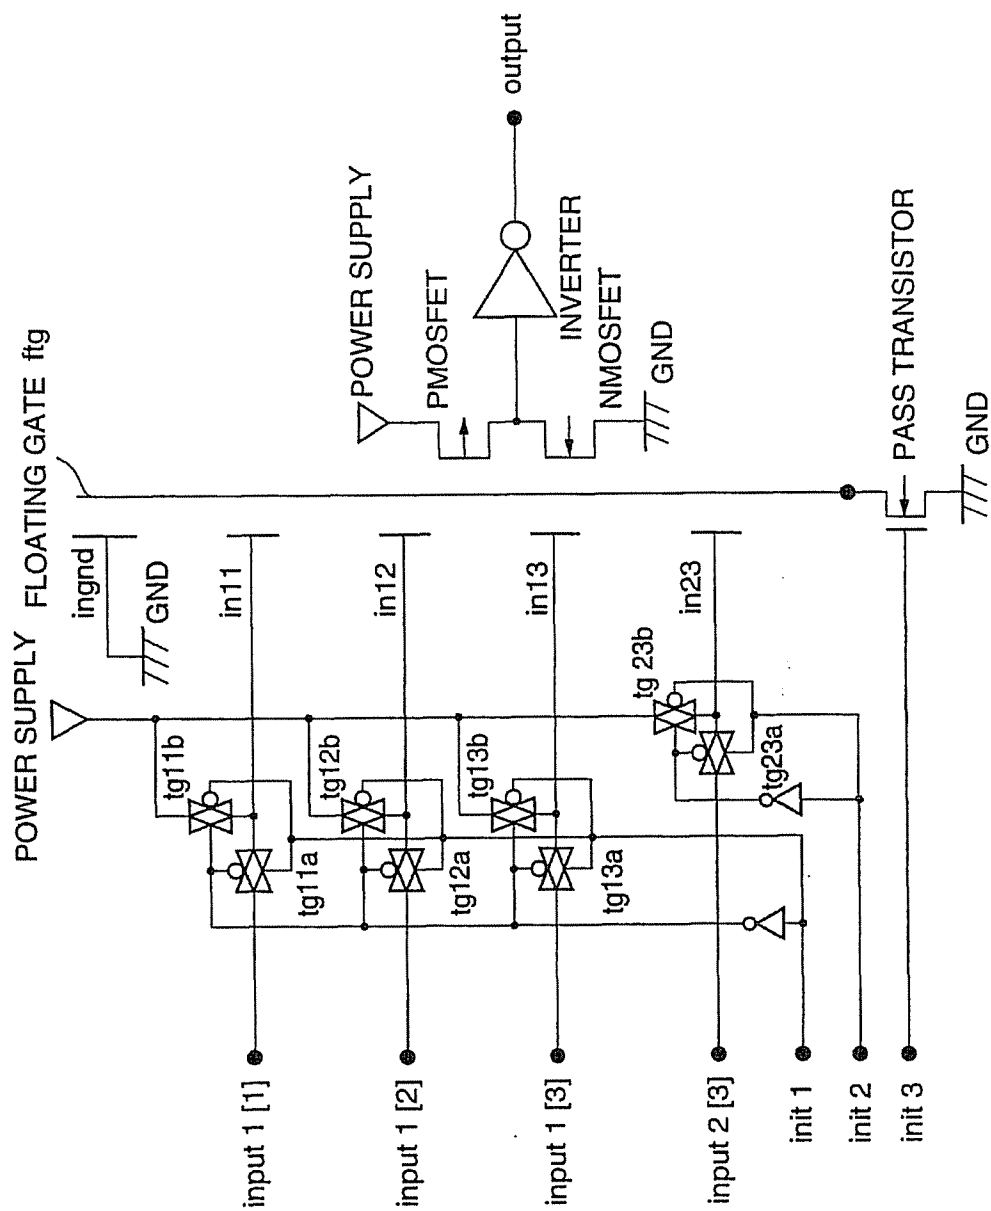 POWER SUPPLY
FLOATING GATE ftg
ingnd
GND
POWER SUPPLY
PMOSFET
output
INVERTER
NMOSFET
GND
tg11b
in11
tg11a
input 1 [1]
tg12b
in12
tg12a
input 1 [2]
tg13b
in13
tg13a
input 1 [3]
tg 23b
in23
tg23a
input 2 [3]
init 1
init 2
init 3
PASS TRANSISTOR
GND